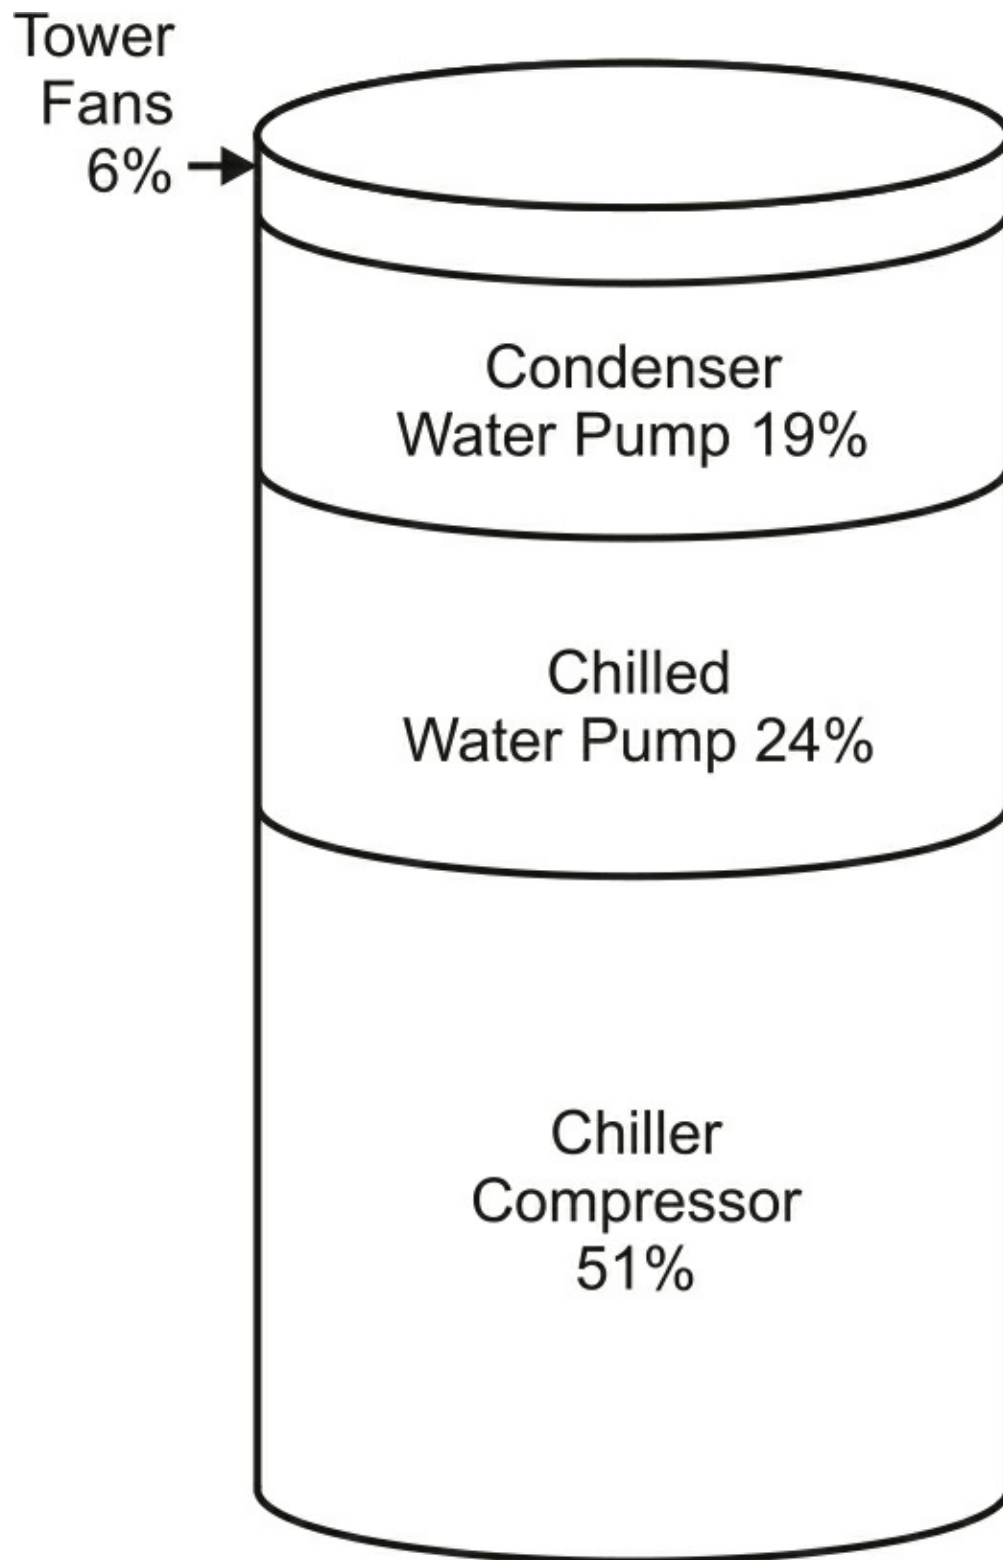 Tower
Fans
6%
Condenser
Water Pump 19%
Chilled
Water Pump 24%
Chiller
Compressor
51%